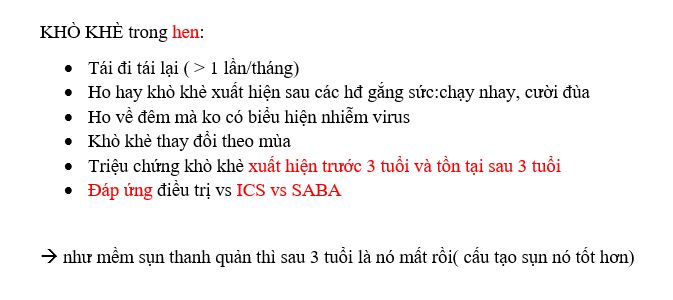 KHÒ KHÈ trong hen:
• Tái đi tái lại ( > 1 lần/tháng)
• Ho hay khò khè xuất hiện sau các hđ gắng sức:chạy nhay, cười đùa
• Ho về đêm mà ko có biểu hiện nhiễm virus
• Khò khè thay đổi theo mùa
• Triệu chứng khò khè xuất hiện trước 3 tuổi và tồn tại sau 3 tuổi
• Đáp ứng điều trị vs ICS vs SABA
→ như mềm sụn thanh quản thì sau 3 tuổi là nó mất rồi( cấu tạo sụn nó tốt hơn)